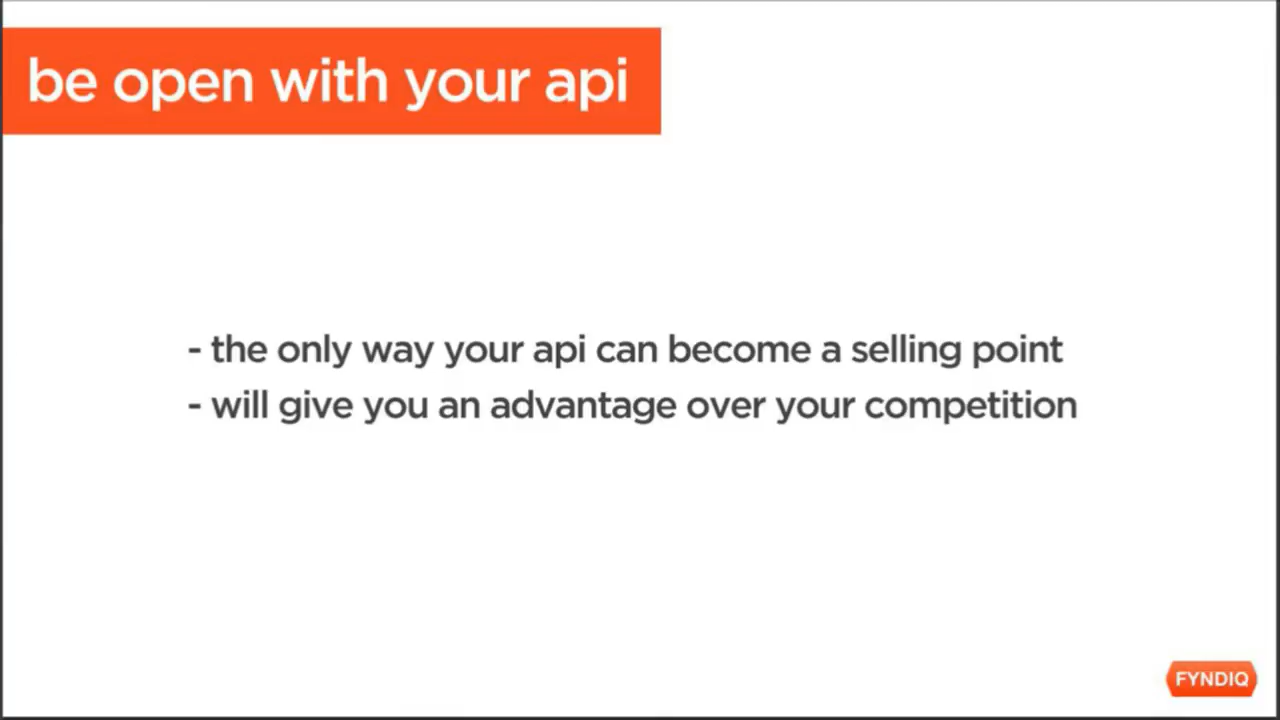 be open with your api
- the only way your api can become a selling point
- will give you an advantage over your competition
FYNDIQ